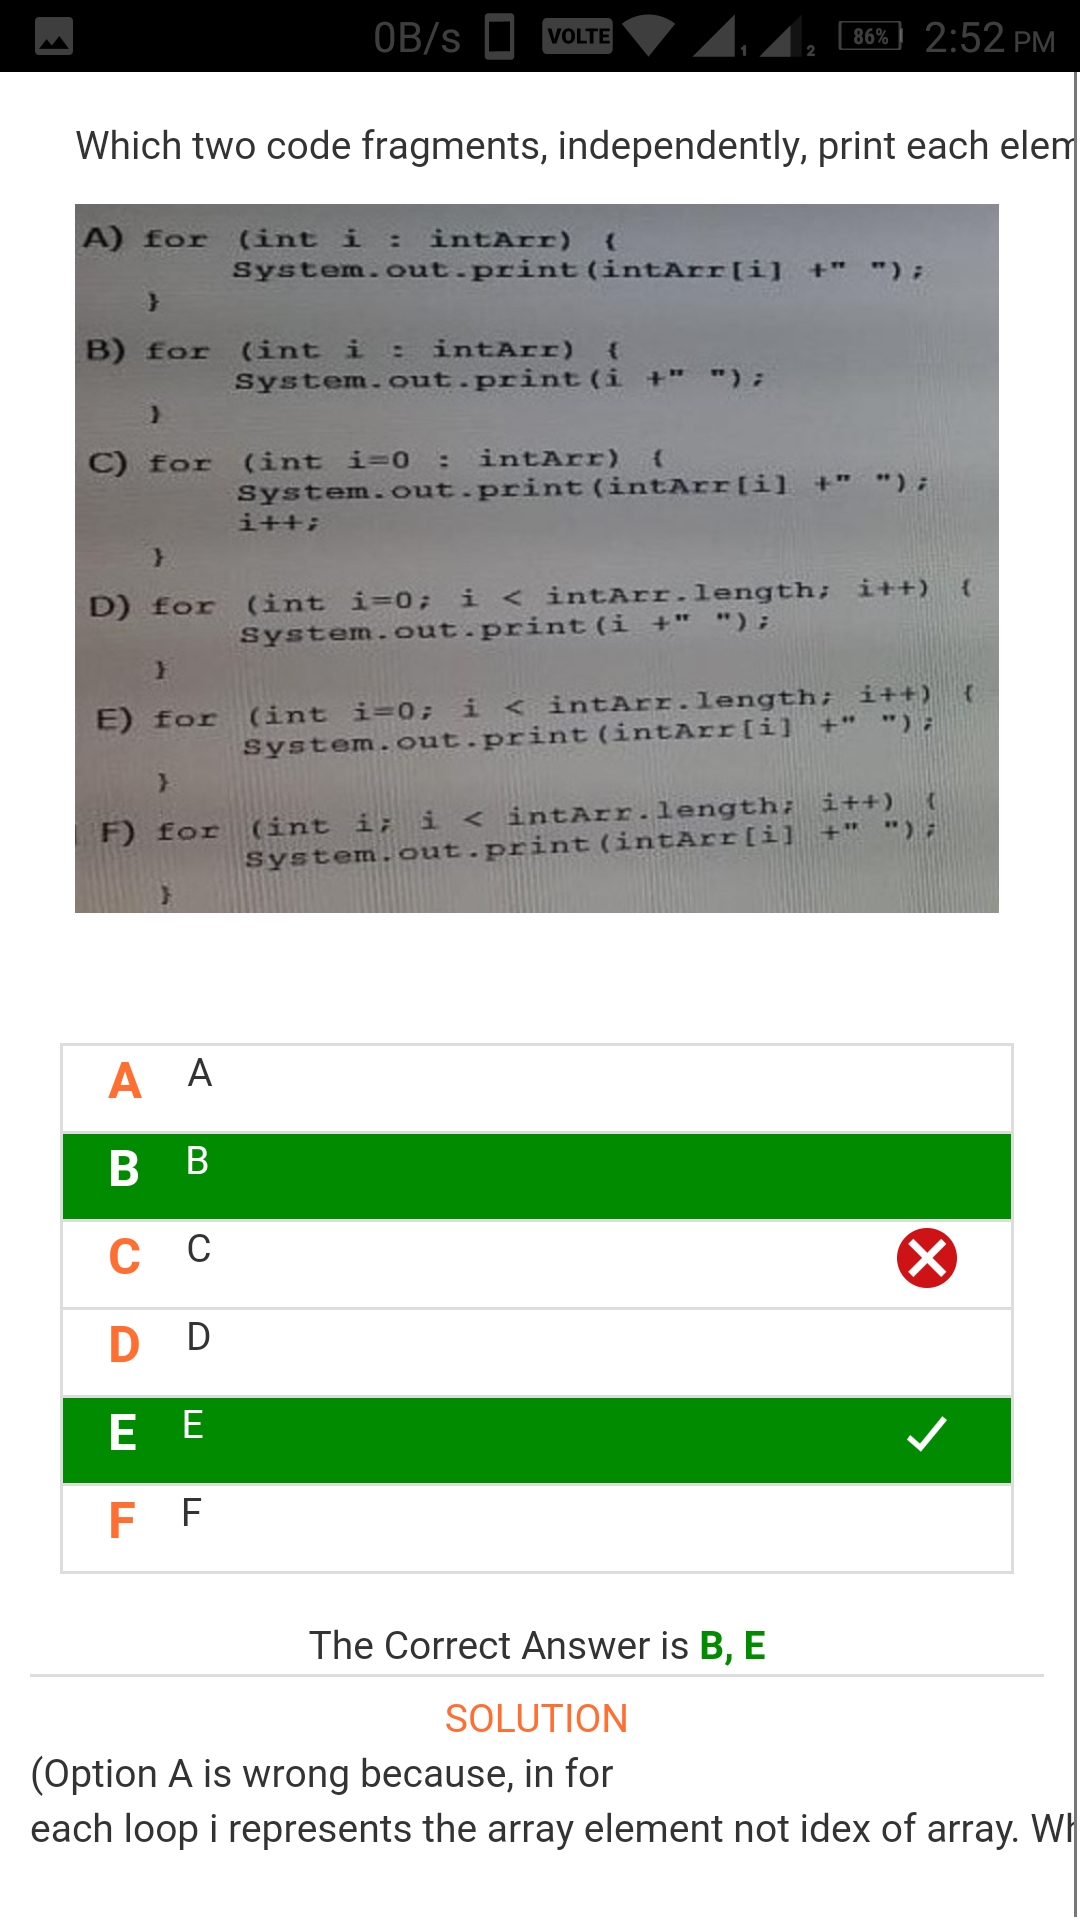 0B/s VOLTE 1 2 86% 2:52 PM
Which two code fragments, independently, print each elem
A) for (int i : intArr) {
System.out.print(intArr[i] +" ");
}
B) for (int i : intArr) {
System.out.print(i +" ");
}
C) for (int i=0 : intArr) {
System.out.print(intArr[i] +" ");
i++;
}
D) for (int i=0; i < intArr.length; i++) {
System.out.print(i +" ");
}
E) for (int i=0; i < intArr.length; i++) {
System.out.print(intArr[i] +" ");
}
F) for (int i; i < intArr.length; i++) {
System.out.print(intArr[i] +" ");
}
A A
B B
C C
D D
E E
F F
The Correct Answer is B, E
SOLUTION
(Option A is wrong because, in for
each loop i represents the array element not idex of array. Wh